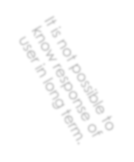 It is not possible to
know response of
user in long term.